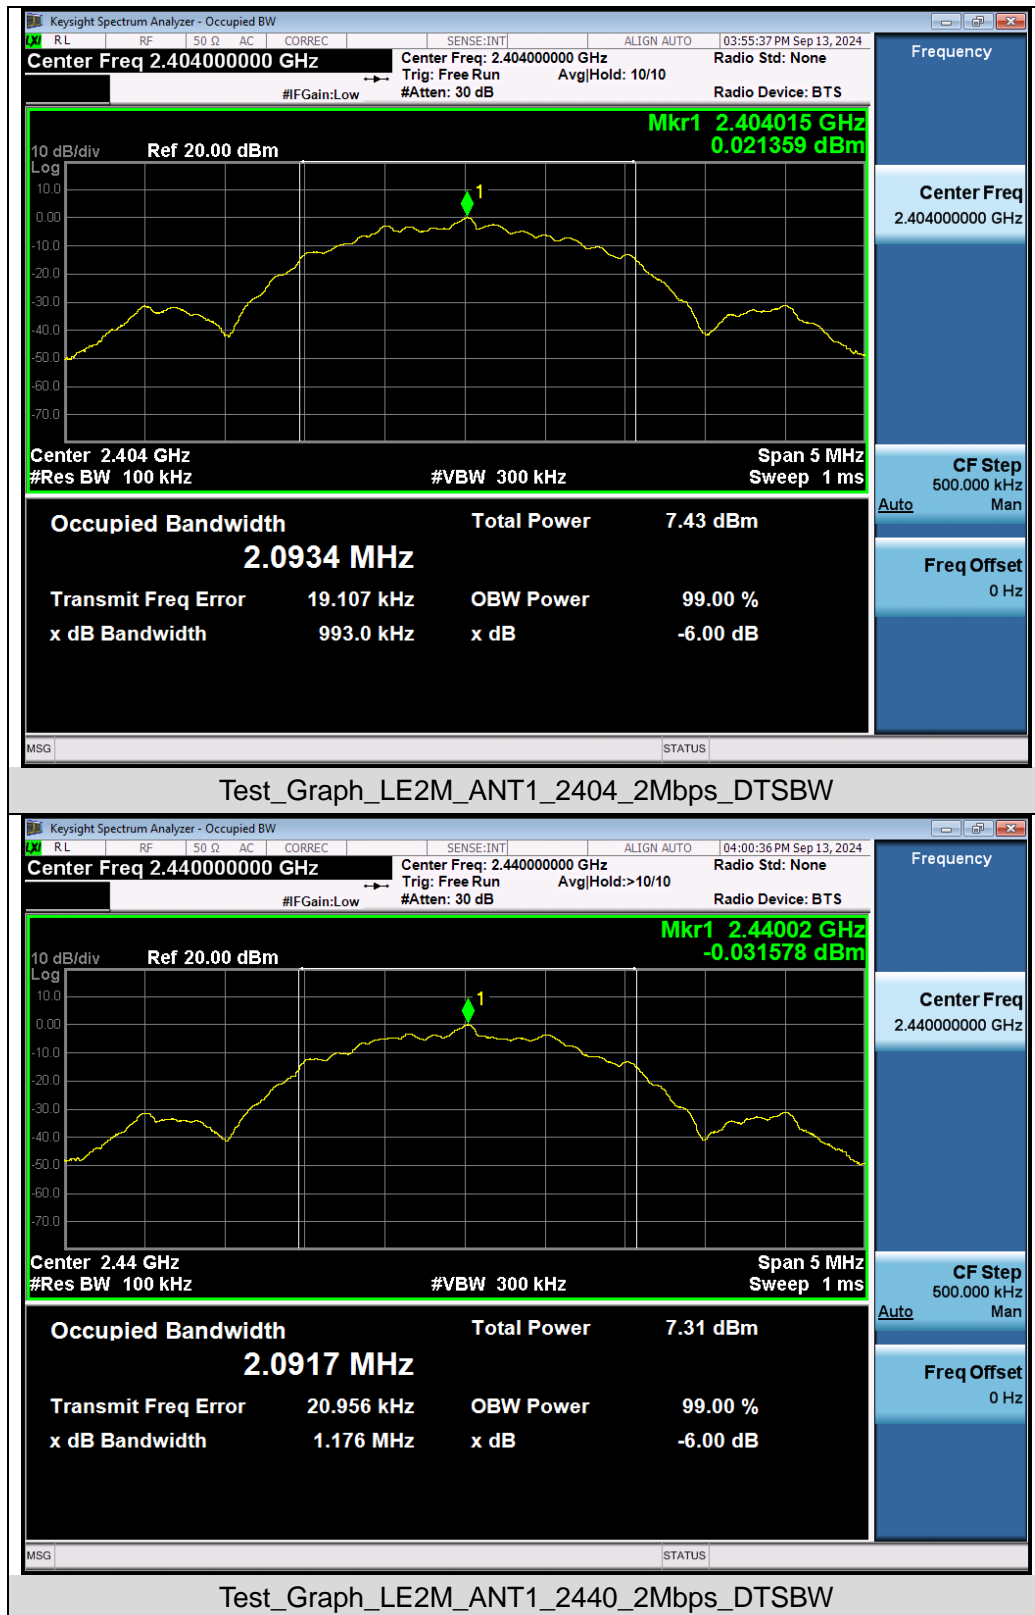 Keysight Spectrum Analyzer - Occupied BW
LXI RL RF 50 Ω AC CORREC SENSE:INT ALIGN AUTO 03:55:37 PM Sep 13, 2024
Center Freq 2.404000000 GHz
Center Freq: 2.404000000 GHz Radio Std: None
Trig: Free Run Avg|Hold: 10/10
#IFGain:Low #Atten: 30 dB Radio Device: BTS
Frequency
Mkr1 2.404015 GHz
0.021359 dBm
10 dB/div Ref 20.00 dBm
Log
10.0
1
0.00
-10.0
-20.0
-30.0
-40.0
-50.0
-60.0
-70.0
Center Freq
2.404000000 GHz
Center 2.404 GHz Span 5 MHz
#Res BW 100 kHz #VBW 300 kHz Sweep 1 ms
CF Step
500.000 kHz
Auto Man
Occupied Bandwidth Total Power 7.43 dBm
2.0934 MHz
Transmit Freq Error 19.107 kHz OBW Power 99.00 %
x dB Bandwidth 993.0 kHz x dB -6.00 dB
Freq Offset
0 Hz
MSG STATUS
Test_Graph_LE2M_ANT1_2404_2Mbps_DTSBW
Keysight Spectrum Analyzer - Occupied BW
LXI RL RF 50 Ω AC CORREC SENSE:INT ALIGN AUTO 04:00:36 PM Sep 13, 2024
Center Freq 2.440000000 GHz
Center Freq: 2.440000000 GHz Radio Std: None
Trig: Free Run Avg|Hold:>10/10
#IFGain:Low #Atten: 30 dB Radio Device: BTS
Frequency
Mkr1 2.44002 GHz
-0.031578 dBm
10 dB/div Ref 20.00 dBm
Log
10.0
1
0.00
-10.0
-20.0
-30.0
-40.0
-50.0
-60.0
-70.0
Center Freq
2.440000000 GHz
Center 2.44 GHz Span 5 MHz
#Res BW 100 kHz #VBW 300 kHz Sweep 1 ms
CF Step
500.000 kHz
Auto Man
Occupied Bandwidth Total Power 7.31 dBm
2.0917 MHz
Transmit Freq Error 20.956 kHz OBW Power 99.00 %
x dB Bandwidth 1.176 MHz x dB -6.00 dB
Freq Offset
0 Hz
MSG STATUS
Test_Graph_LE2M_ANT1_2440_2Mbps_DTSBW